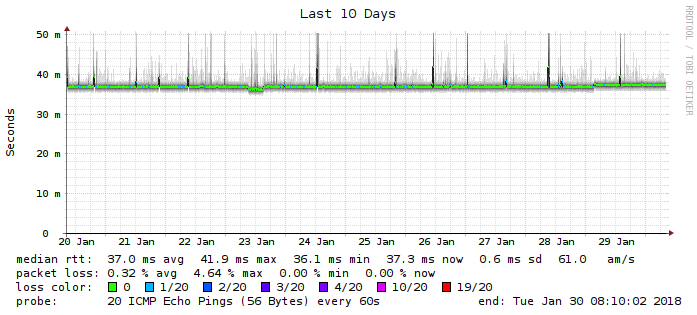 Last 10 Days
RRDTOOL / TOBI OETIKER
Seconds
50 m
40 m
30 m
20 m
10 m
0
20 Jan 21 Jan 22 Jan 23 Jan 24 Jan 25 Jan 26 Jan 27 Jan 28 Jan 29 Jan
median rtt: 37.0 ms avg 41.9 ms max 36.1 ms min 37.3 ms now 0.6 ms sd 61.0 am/s
packet loss: 0.32 % avg 4.64 % max 0.00 % min 0.00 % now
loss color: 0 1/20 2/20 3/20 4/20 10/20 19/20
probe: 20 ICMP Echo Pings (56 Bytes) every 60s end: Tue Jan 30 08:10:02 2018